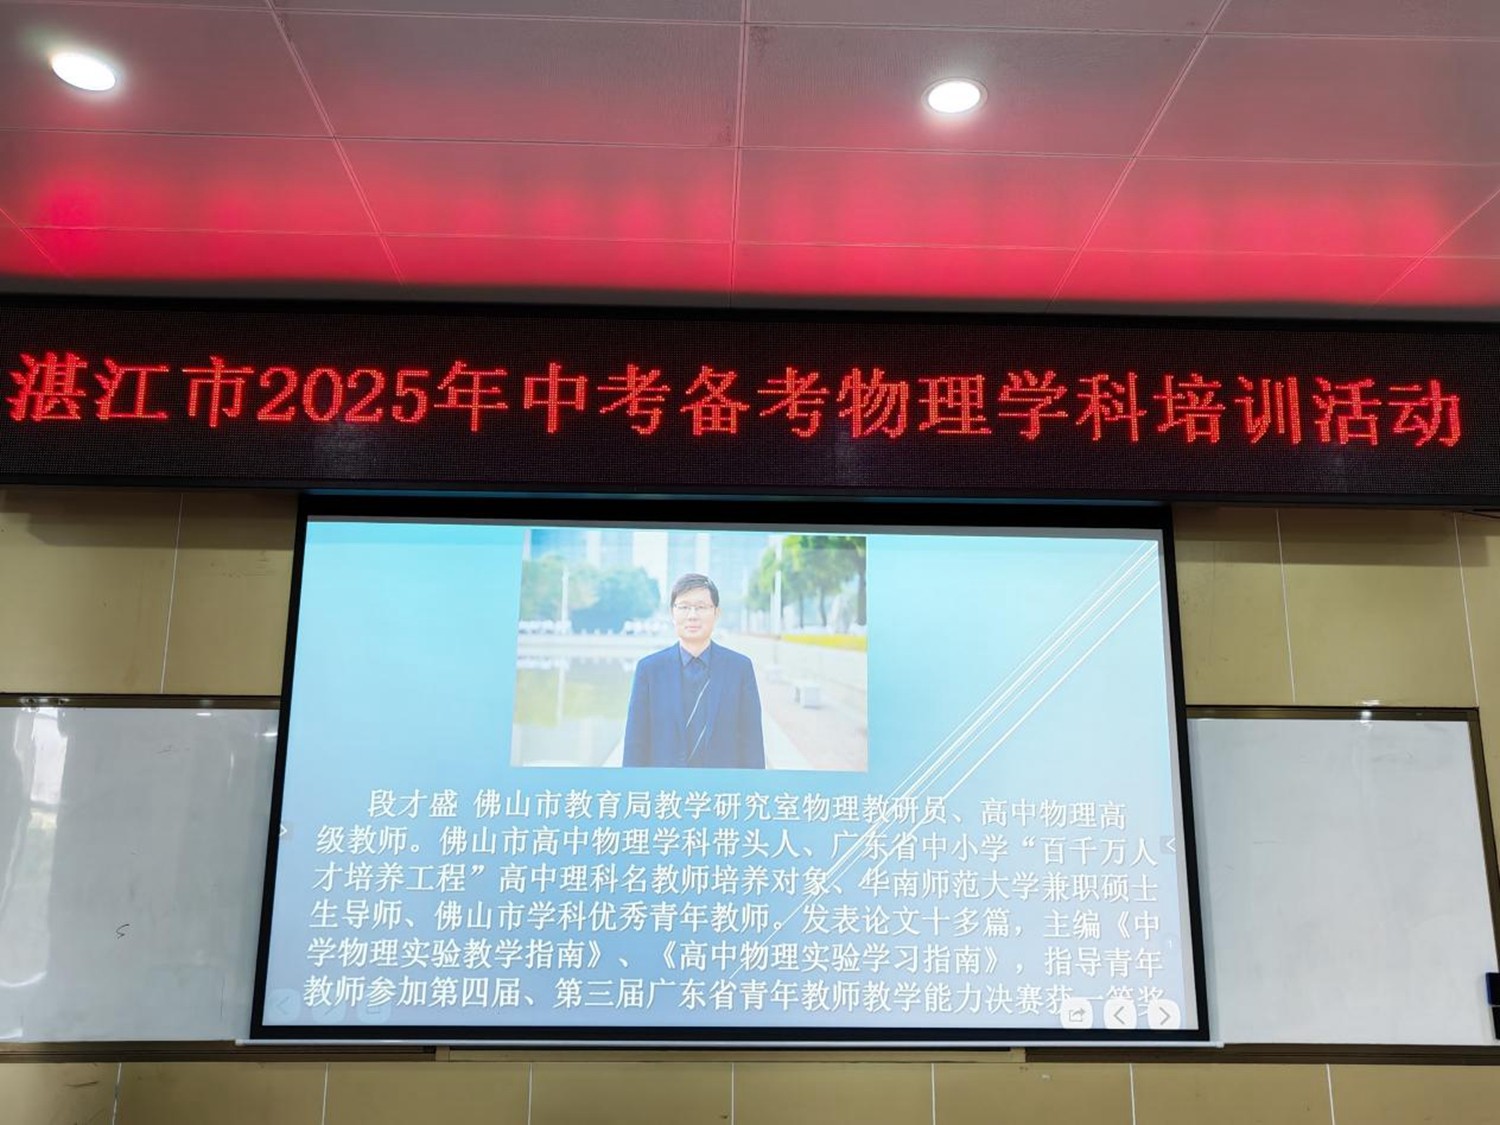 湛江市2025年中考备考物理学科培训活动
段才盛 佛山市教育局教学研究室物理教研员、高中物理高
级教师。佛山市高中物理学科带头人、广东省中小学“百千万人
才培养工程”高中理科名教师培养对象、华南师范大学兼职硕士
生导师、佛山市学科优秀青年教师。发表论文十多篇，主编《中
学物理实验教学指南》、《高中物理实验学习指南》，指导青年
教师参加第四届、第三届广东省青年教师教学能力决赛获一等奖